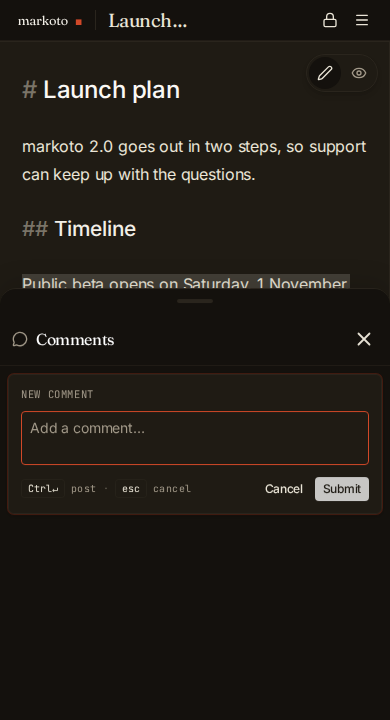 markoto
Launch...
# Launch plan
markoto 2.0 goes out in two steps, so support
can keep up with the questions.
## Timeline
Public beta opens on Saturday, 1 November
Comments
NEW COMMENT
Add a comment...
Ctrl↵ post · esc cancel
Cancel
Submit